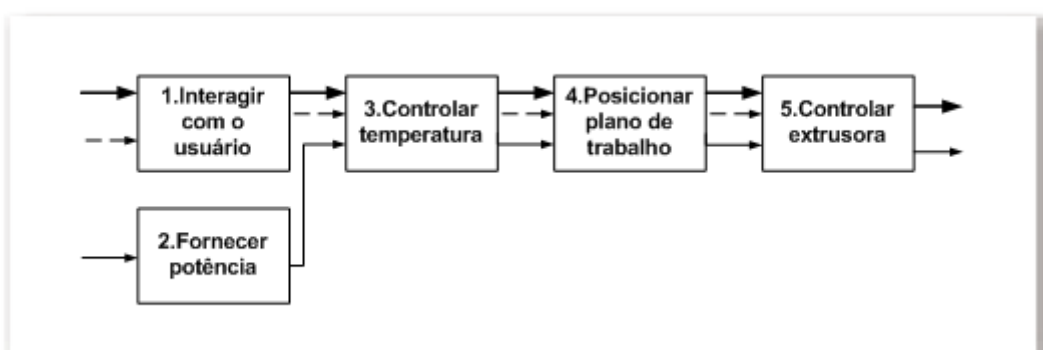 1.Interagir
com o
usuário
3.Controlar
temperatura
4.Posicionar
plano de
trabalho
5.Controlar
extrusora
2.Fornecer
potência